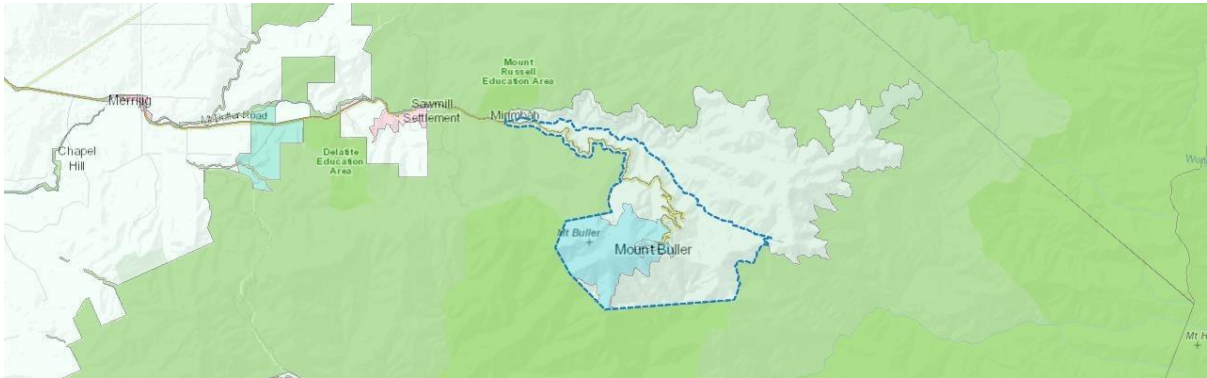 Mount
Russell
Education Area
Merrijig
Sawmill
Settlement
Mirimbah
Mt Buller Road
Chapel
Hill
Delatite
Education
Area
Mt Buller
Mount Buller
Mt H